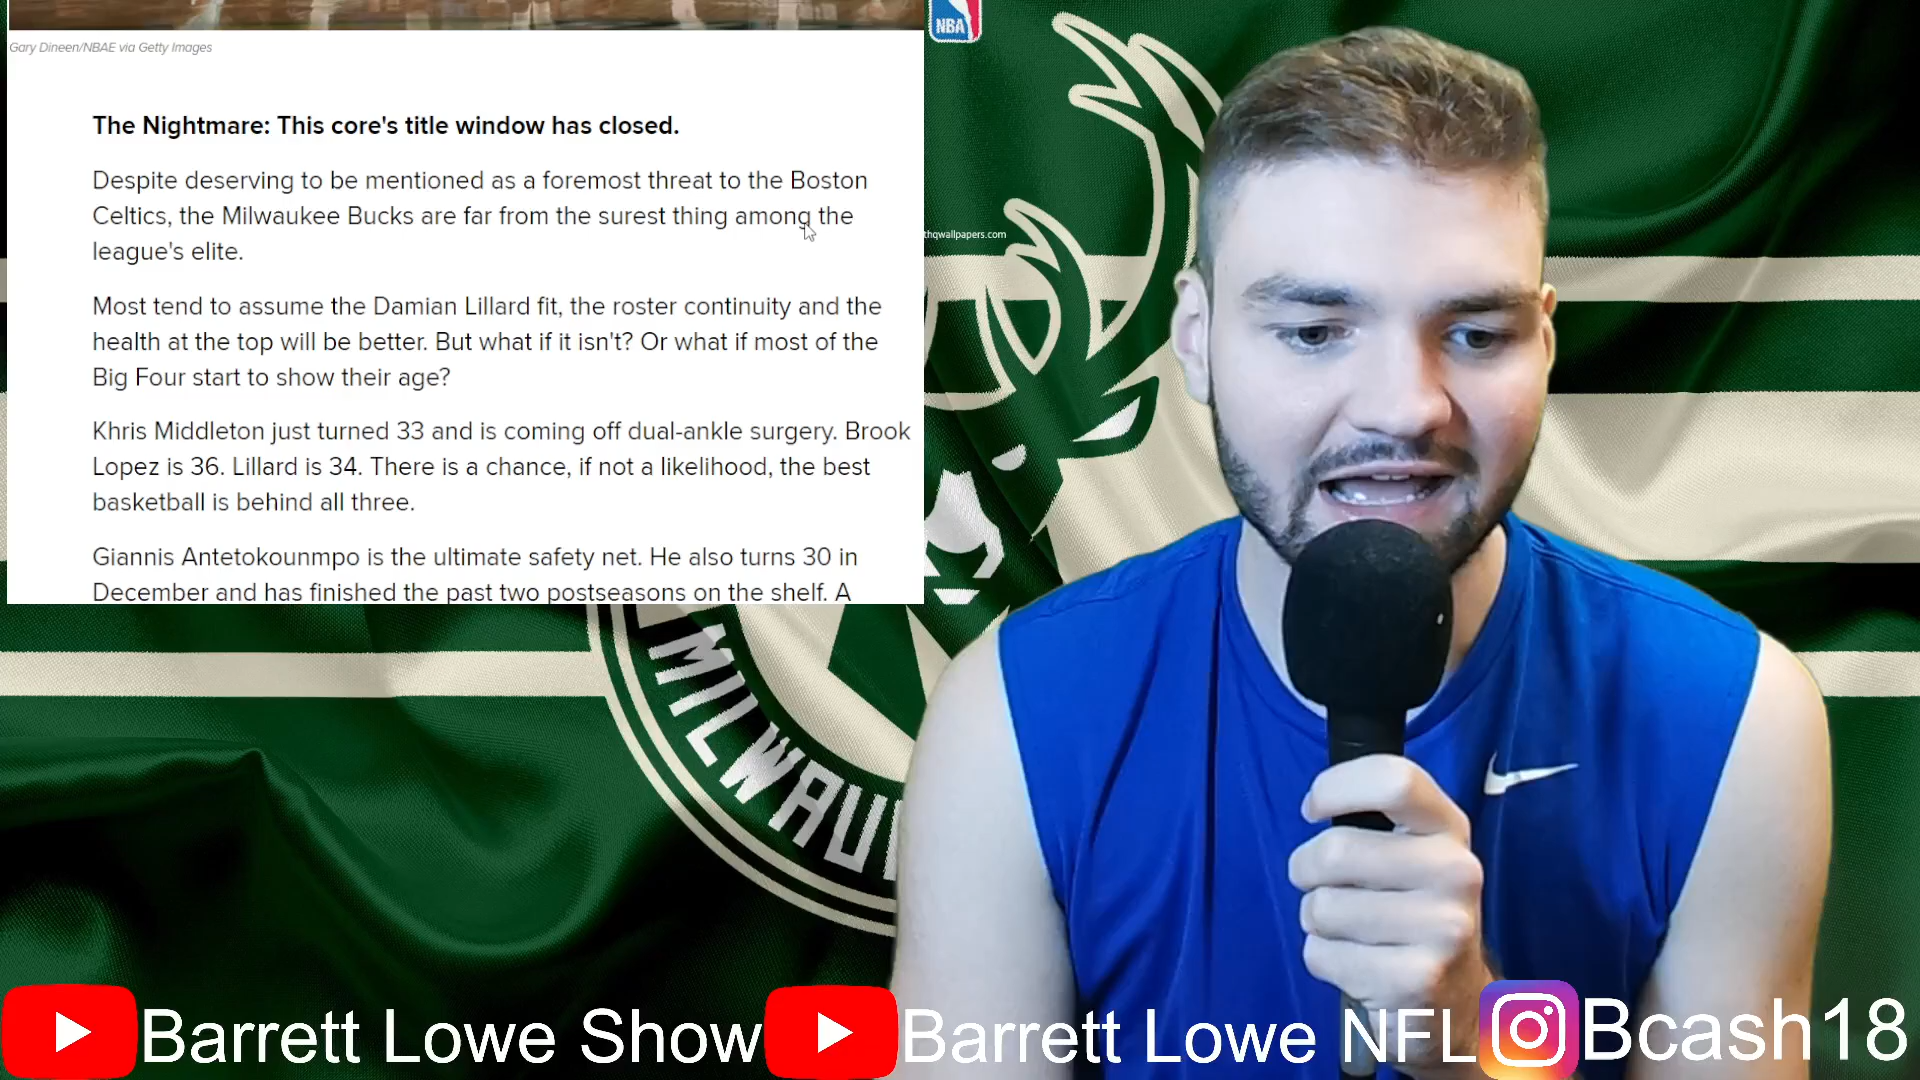 Gary Dineen/NBAE via Getty Images
NBA
The Nightmare: This core's title window has closed.
Despite deserving to be mentioned as a foremost threat to the Boston
Celtics, the Milwaukee Bucks are far from the surest thing among the
league's elite.
thqwallpapers.com
Most tend to assume the Damian Lillard fit, the roster continuity and the
health at the top will be better. But what if it isn't? Or what if most of the
Big Four start to show their age?
Khris Middleton just turned 33 and is coming off dual-ankle surgery. Brook
Lopez is 36. Lillard is 34. There is a chance, if not a likelihood, the best
basketball is behind all three.
Giannis Antetokounmpo is the ultimate safety net. He also turns 30 in
December and has finished the past two postseasons on the shelf. A
MILWAU
Barrett Lowe Show
Barrett Lowe NFL
Bcash18